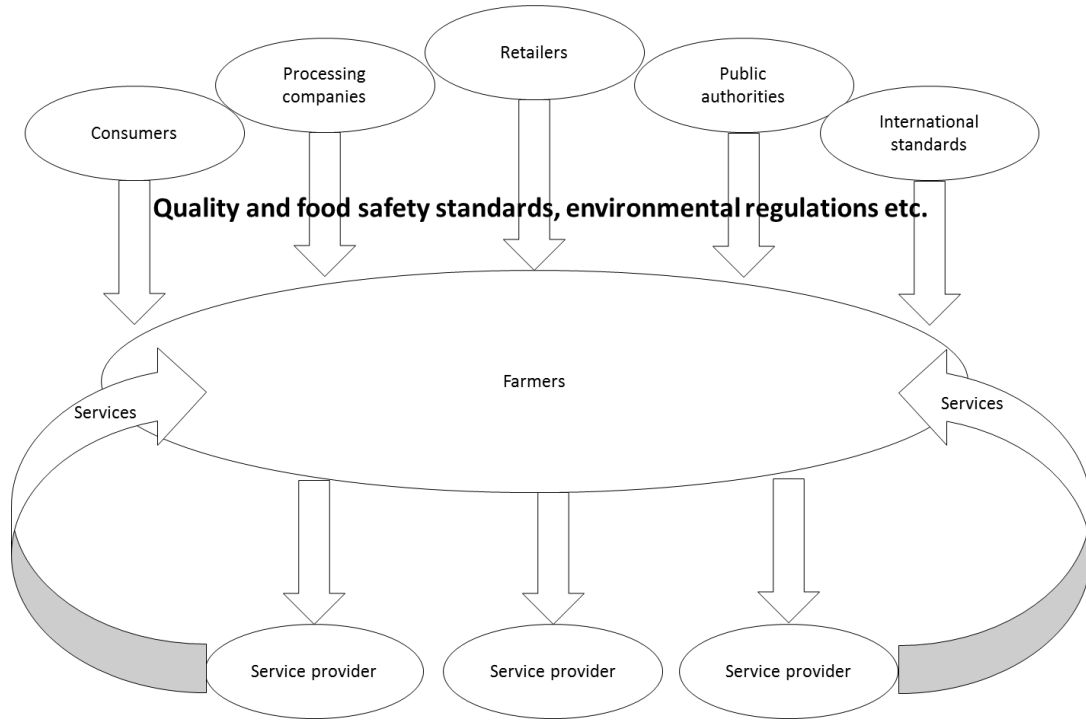 Retailers
Processing
companies
Public
authorities
Consumers
International
standards
Quality and food safety standards, environmental regulations etc.
Farmers
Services
Services
Service provider
Service provider
Service provider